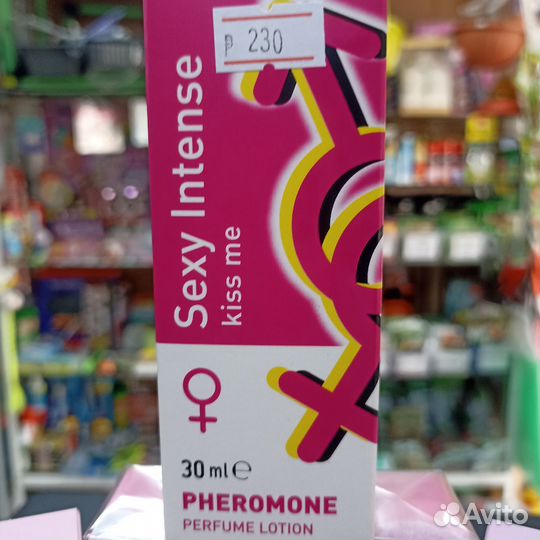 ₽ 230
Sexy Intense
kiss me
30 ml ℮
PHEROMONE
PERFUME LOTION
Avito